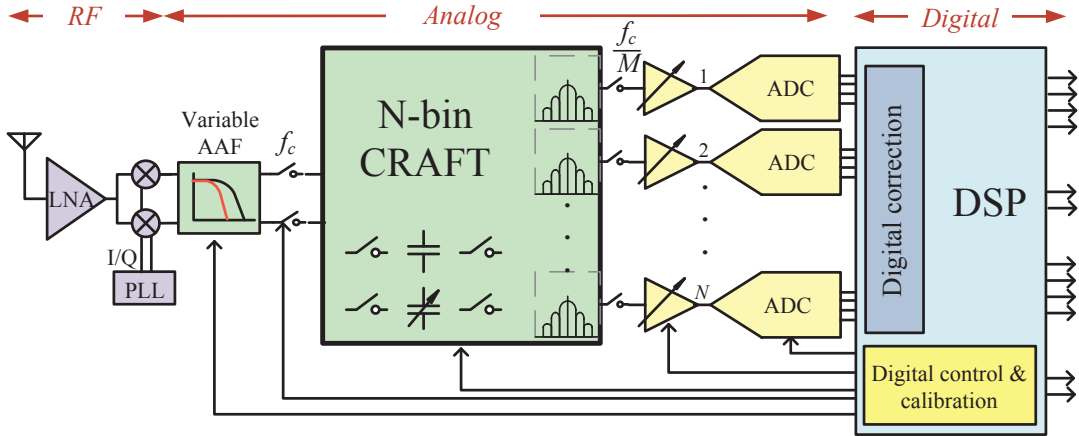 RF
Analog
Digital
LNA
I/Q
PLL
Variable
AAF
f_c
N-bin
CRAFT
f_c
M
1
ADC
2
ADC
N
ADC
Digital correction
DSP
Digital control &
calibration